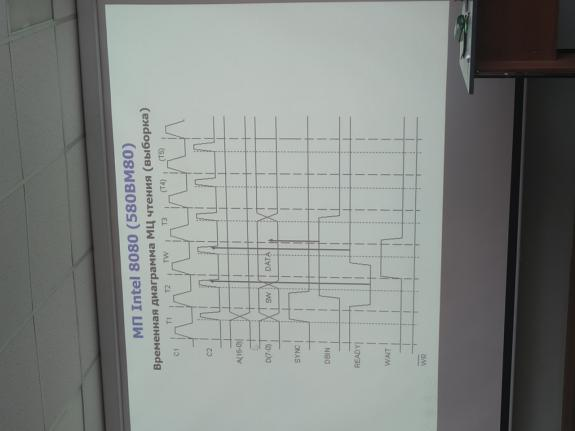 МП Intel 8080 (580ВМ80)
Временная диаграмма МЦ чтения (выборка)
T1 T2 TW T3 (T4) (T5)
C1
C2
A(15-0)
D(7-0) SW DATA
SYNC
DBIN
READY
WAIT
WR